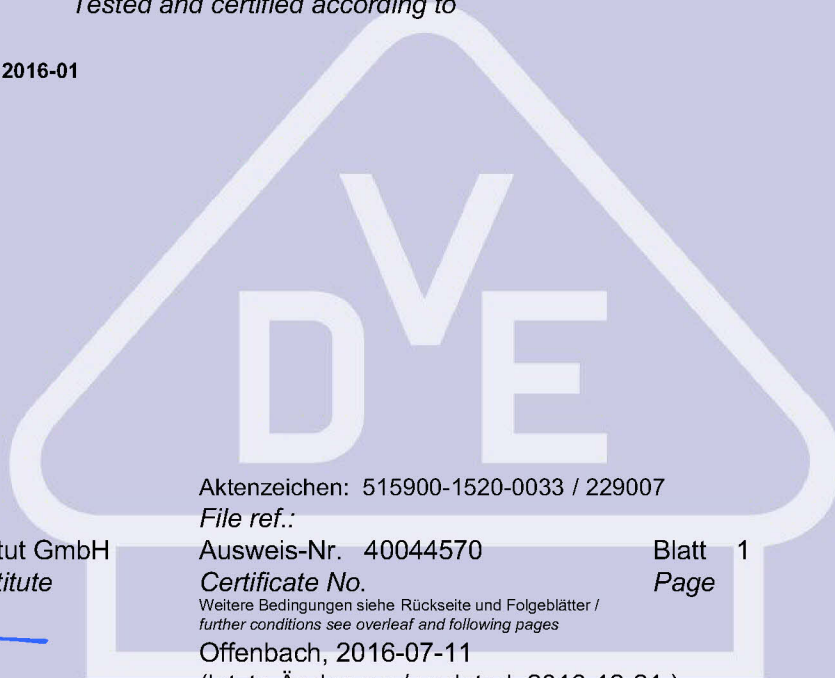 Tested and certified according to
2016-01
VDE
Aktenzeichen: 515900-1520-0033 / 229007
File ref.:
tut GmbH Ausweis-Nr. 40044570 Blatt 1
titute Certificate No. Page
Weitere Bedingungen siehe Rückseite und Folgeblätter /
further conditions see overleaf and following pages
Offenbach, 2016-07-11